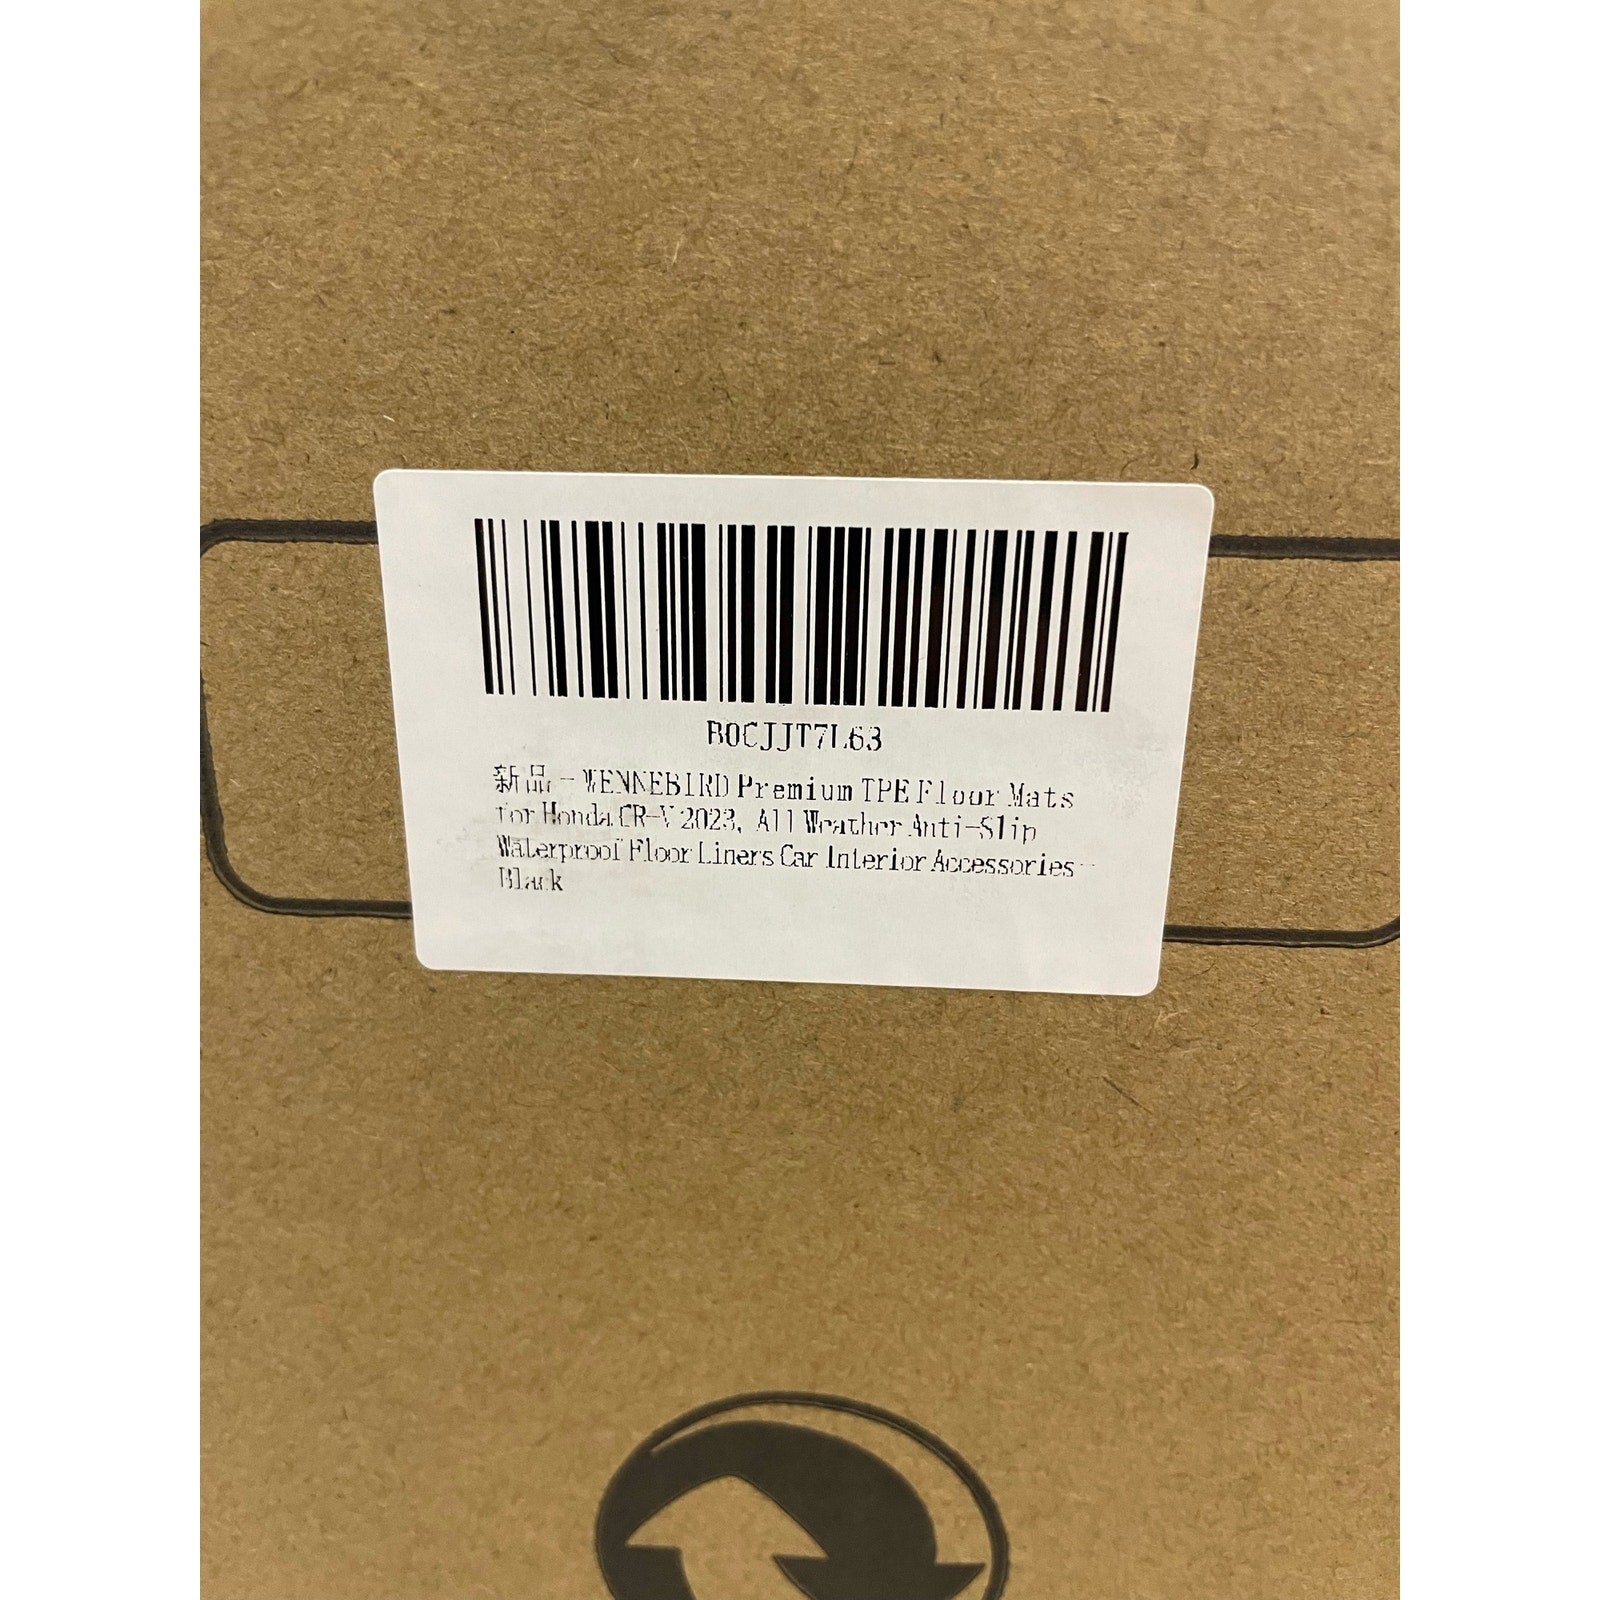 B0CJJT7L63
新品 - WENNEBIRD Premium TPE Floor Mats
for Honda CR-V 2023, All Weather Anti-Slip
Waterproof Floor Liners Car Interior Accessories-
Black